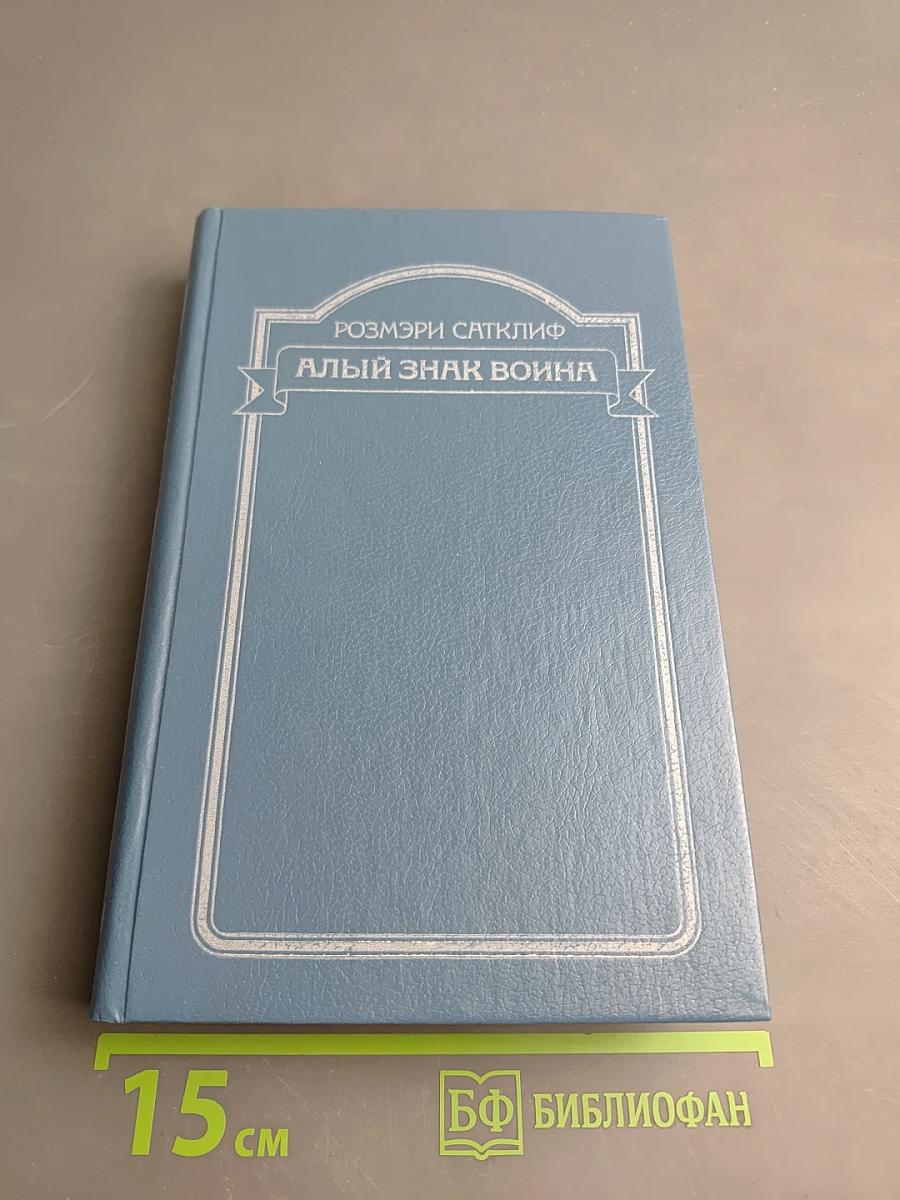 РОЗМЭРИ САТКЛИФ
АЛЫЙ ЗНАК ВОИНА
15 см
БФ БИБЛИОФАН